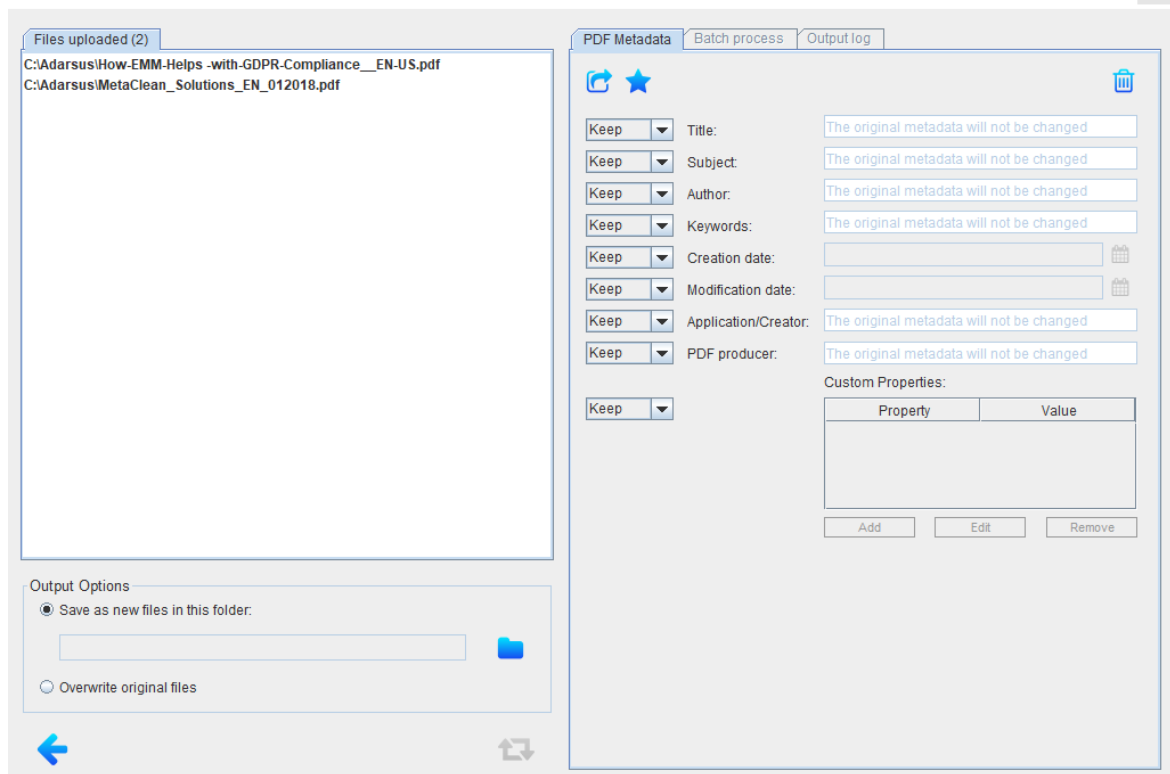 Files uploaded (2)
C:\Adarsus\How-EMM-Helps -with-GDPR-Compliance__EN-US.pdf
C:\Adarsus\MetaClean_Solutions_EN_012018.pdf
Output Options
Save as new files in this folder:
Overwrite original files
PDF Metadata Batch process Output log
Keep Title: The original metadata will not be changed
Keep Subject: The original metadata will not be changed
Keep Author: The original metadata will not be changed
Keep Keywords: The original metadata will not be changed
Keep Creation date:
Keep Modification date:
Keep Application/Creator: The original metadata will not be changed
Keep PDF producer: The original metadata will not be changed
Custom Properties:
Keep Property Value
Add Edit Remove